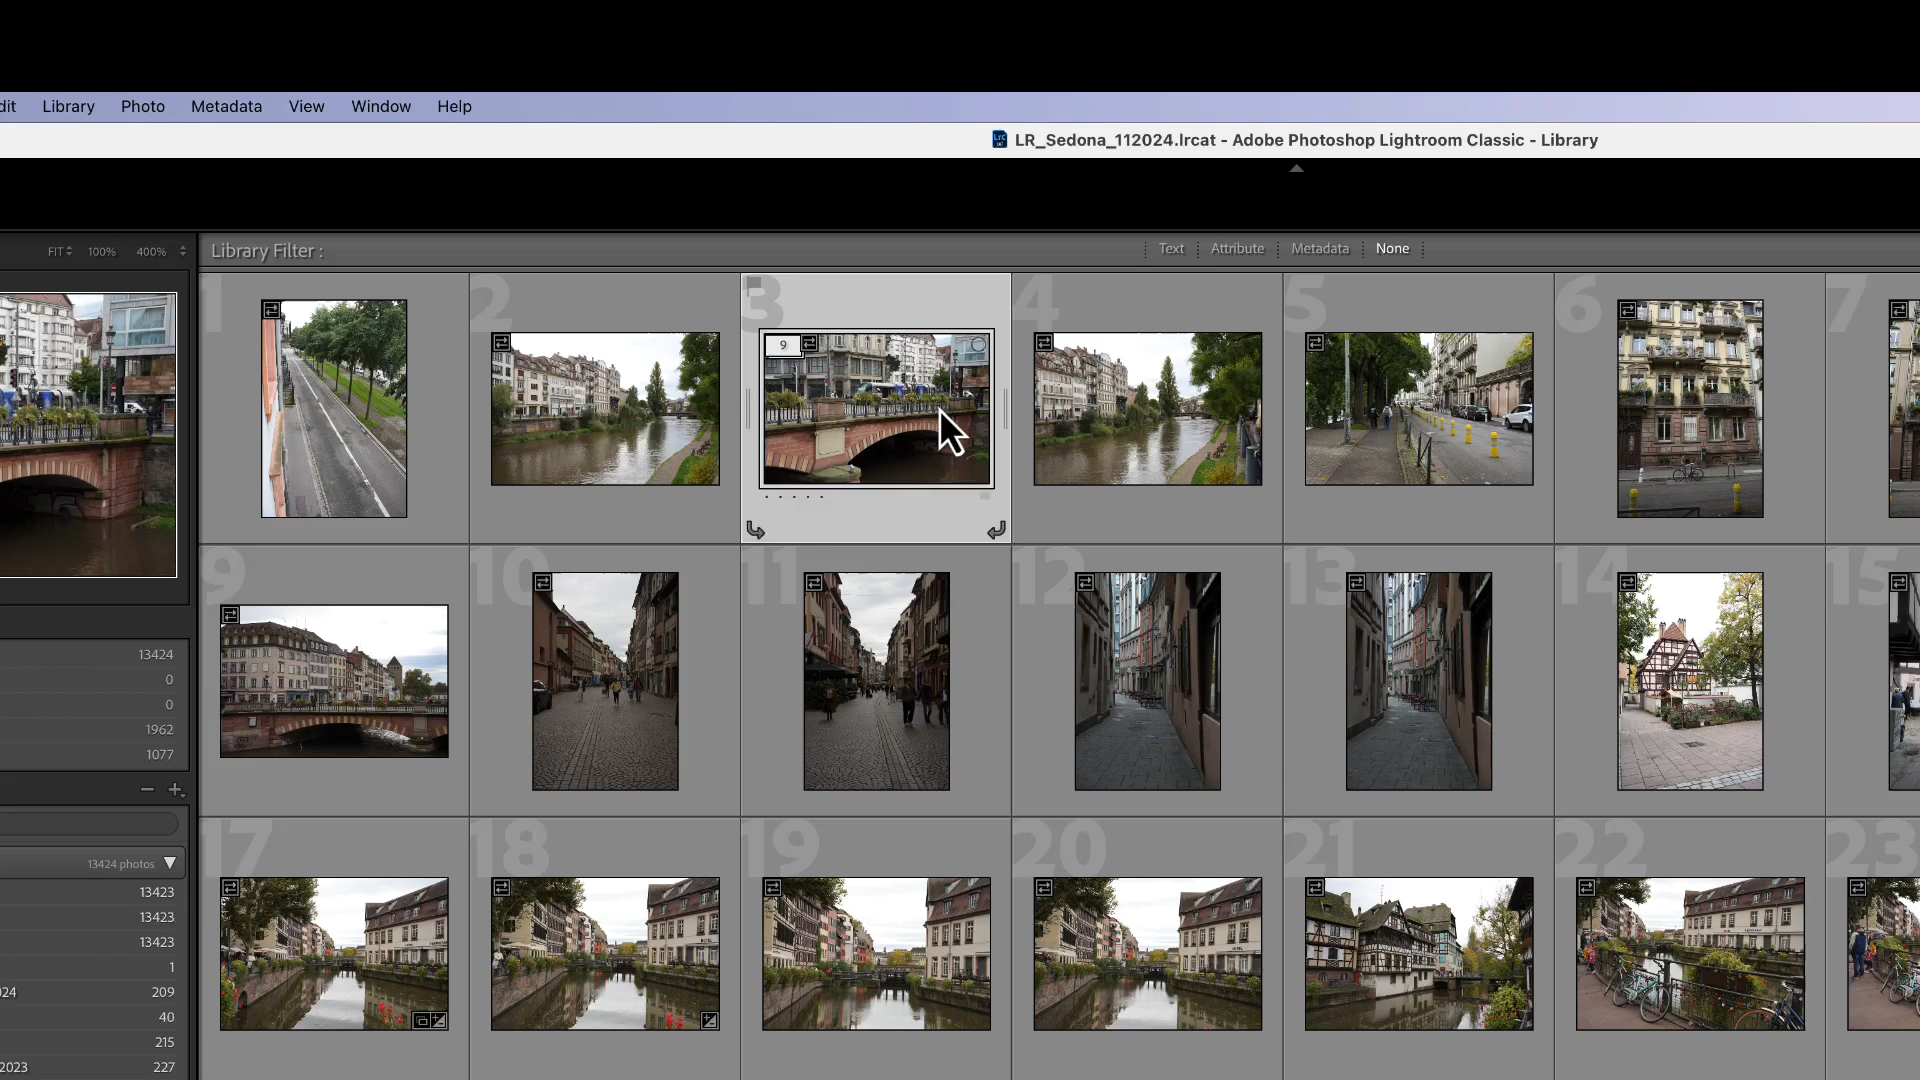 dit Library Photo Metadata View Window Help
LR_Sedona_112024.lrcat - Adobe Photoshop Lightroom Classic - Library
FIT 100% 400%
Library Filter : Text Attribute Metadata None
1 2 3 4 5 6 7
9
9 10 11 12 13 14 15
13424
0
0
1962
1077
13424 photos
17 18 19 20 21 22 23
13423
13423
13423
1
024 209
40
215
2023 227